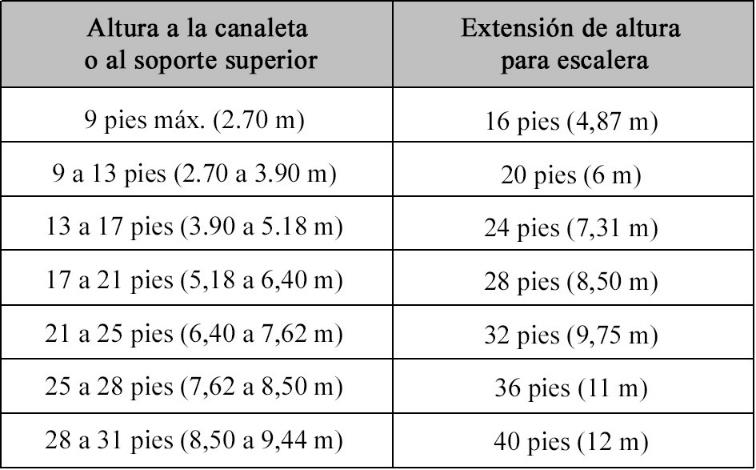 Altura a la canaleta
o al soporte superior
Extensión de altura
para escalera
9 pies máx. (2.70 m)
16 pies (4,87 m)
9 a 13 pies (2.70 a 3.90 m)
20 pies (6 m)
13 a 17 pies (3.90 a 5.18 m)
24 pies (7,31 m)
17 a 21 pies (5,18 a 6,40 m)
28 pies (8,50 m)
21 a 25 pies (6,40 a 7,62 m)
32 pies (9,75 m)
25 a 28 pies (7,62 a 8,50 m)
36 pies (11 m)
28 a 31 pies (8,50 a 9,44 m)
40 pies (12 m)